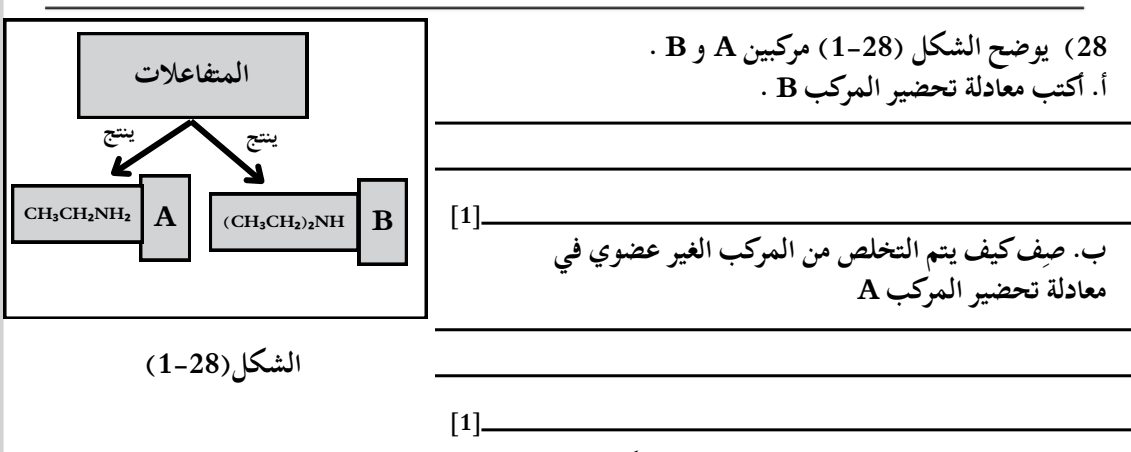 28) يوضح الشكل (28-1) مركبين A و B .
أ. أكتب معادلة تحضير المركب B .
[1]
ب. صِف كيف يتم التخلص من المركب الغير عضوي في
معادلة تحضير المركب A
[1]
المتفاعلات
ينتج
ينتج
CH₃CH₂NH₂
A
(CH₃CH₂)₂NH
B
الشكل(28-1)